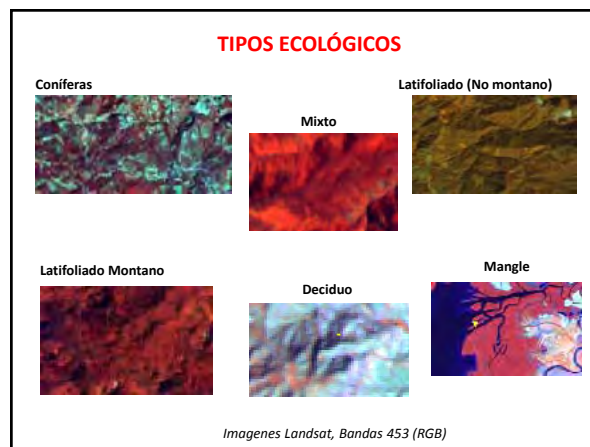 TIPOS ECOLÓGICOS
Coníferas
Mixto
Latifoliado (No montano)
Latifoliado Montano
Deciduo
Mangle
Imagenes Landsat, Bandas 453 (RGB)